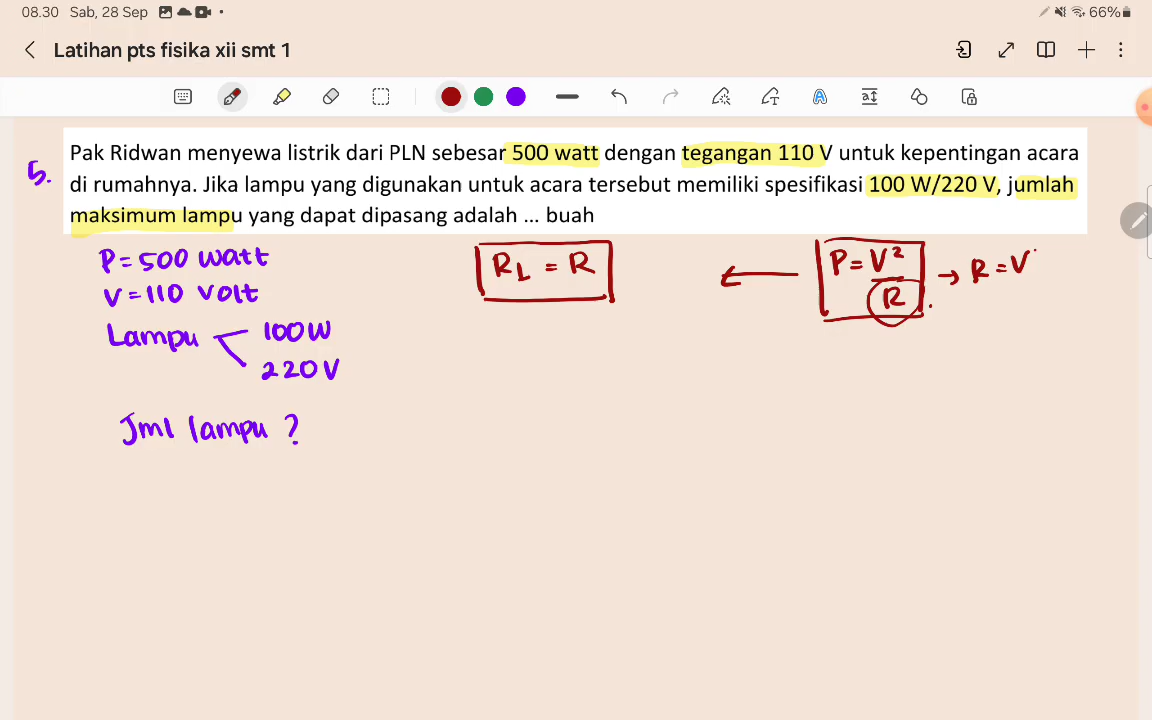 08.30 Sab, 28 Sep
66%
Latihan pts fisika xii smt 1
5.
Pak Ridwan menyewa listrik dari PLN sebesar 500 watt dengan tegangan 110 V untuk kepentingan acara
di rumahnya. Jika lampu yang digunakan untuk acara tersebut memiliki spesifikasi 100 W/220 V, jumlah
maksimum lampu yang dapat dipasang adalah ... buah
P = 500 watt
V = 110 volt
Lampu < 100W
220V
Jml lampu ?
R_L = R
← P = V²/R → R = V